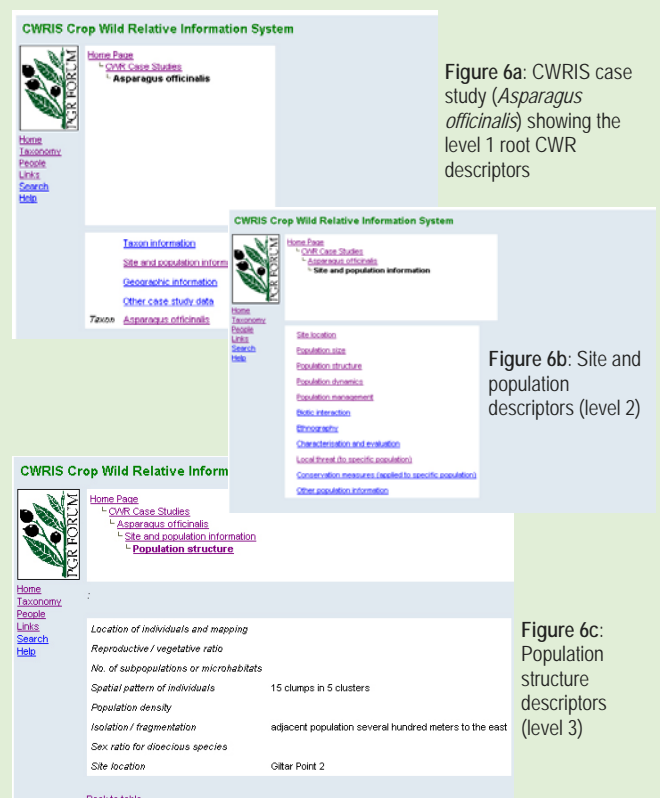 CWRIS Crop Wild Relative Information System
PGR FORUM
Home Page
CWR Case Studies
Asparagus officinalis
Home
Taxonomy
People
Links
Search
Help
Taxon information
Site and population inform
Geographic information
Other case study data
Taxon Asparagus officinalis
Figure 6a: CWRIS case
study (Asparagus
officinalis) showing the
level 1 root CWR
descriptors
CWRIS Crop Wild Relative Information System
PGR FORUM
Home Page
CWR Case Studies
Asparagus officinalis
Site and population information
Home
Taxonomy
People
Links
Search
Help
Site location
Population size
Population structure
Population dynamics
Population management
Biotic interaction
Ethnography
Characterisation and evaluation
Local threat (to specific population)
Conservation measures (applied to specific population)
Other population information
Figure 6b: Site and
population
descriptors (level 2)
CWRIS Crop Wild Relative Inform
PGR FORUM
Home Page
CWR Case Studies
Asparagus officinalis
Site and population information
Population structure
Home
Taxonomy
People
Links
Search
Help
:
Location of individuals and mapping
Reproductive / vegetative ratio
No. of subpopulations or microhabitats
Spatial pattern of individuals 15 clumps in 5 clusters
Population density
Isolation / fragmentation adjacent population several hundred meters to the east
Sex ratio for dioecious species
Site location Giltar Point 2
Back to table
Figure 6c:
Population
structure
descriptors
(level 3)